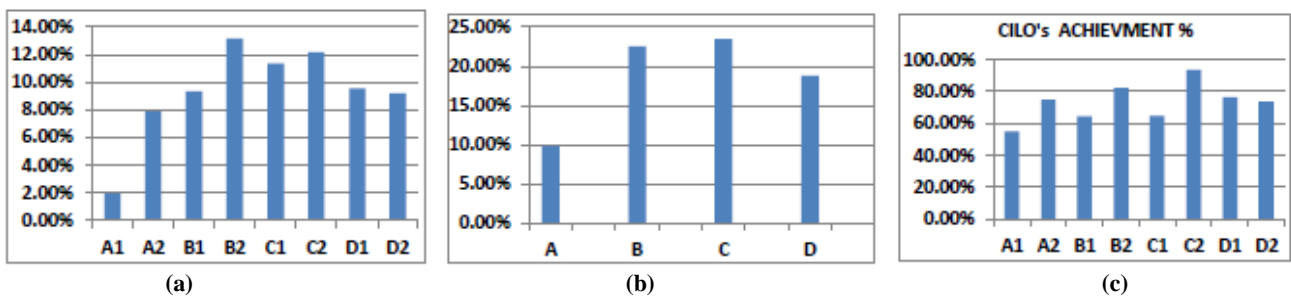 14.00%
12.00%
10.00%
8.00%
6.00%
4.00%
2.00%
0.00%
A1 A2 B1 B2 C1 C2 D1 D2
(a)
25.00%
20.00%
15.00%
10.00%
5.00%
0.00%
A B C D
(b)
CILO's ACHIEVMENT %
100.00%
80.00%
60.00%
40.00%
20.00%
0.00%
A1 A2 B1 B2 C1 C2 D1 D2
(c)